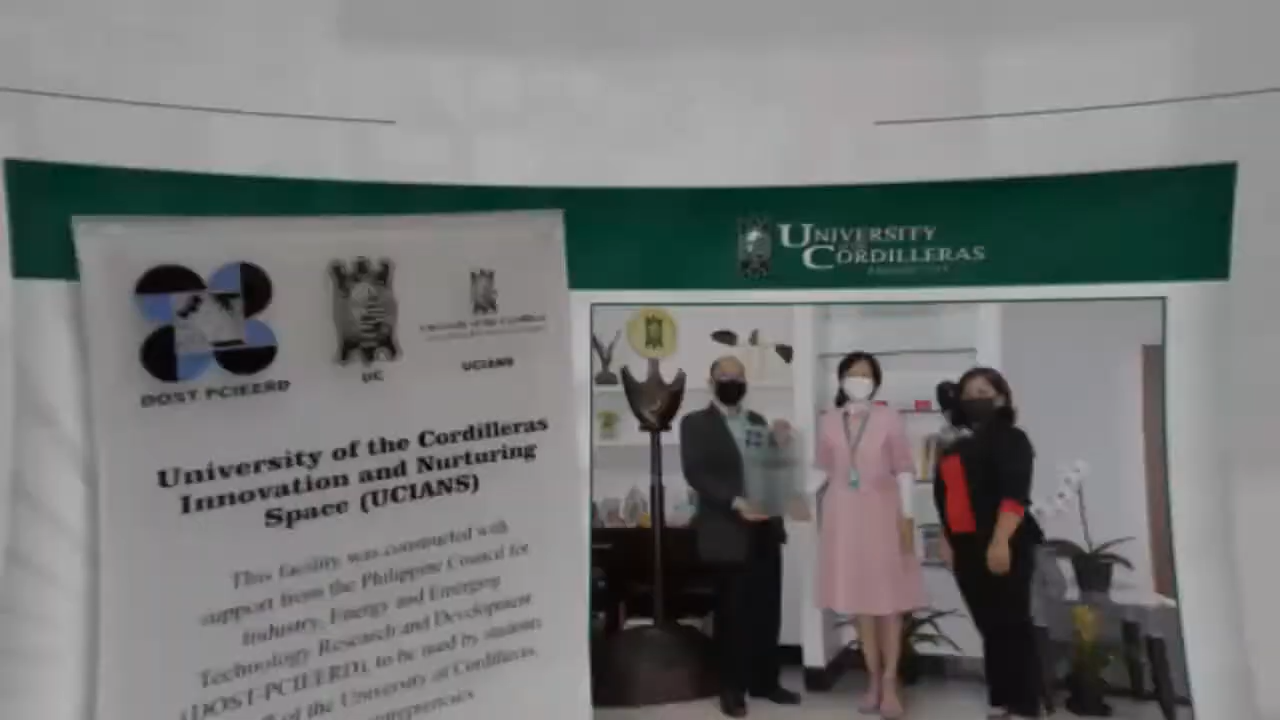 UNIVERSITY
CORDILLERAS
DOST PCIEERD
UC
UCIANS
University of the Cordilleras
Innovation and Nurturing
Space (UCIANS)
This facility was constructed with
support from the Philippine Council for
Industry, Energy and Emerging
Technology Research and Development
(DOST-PCIEERD), to be used by students
of the University of Cordilleras,